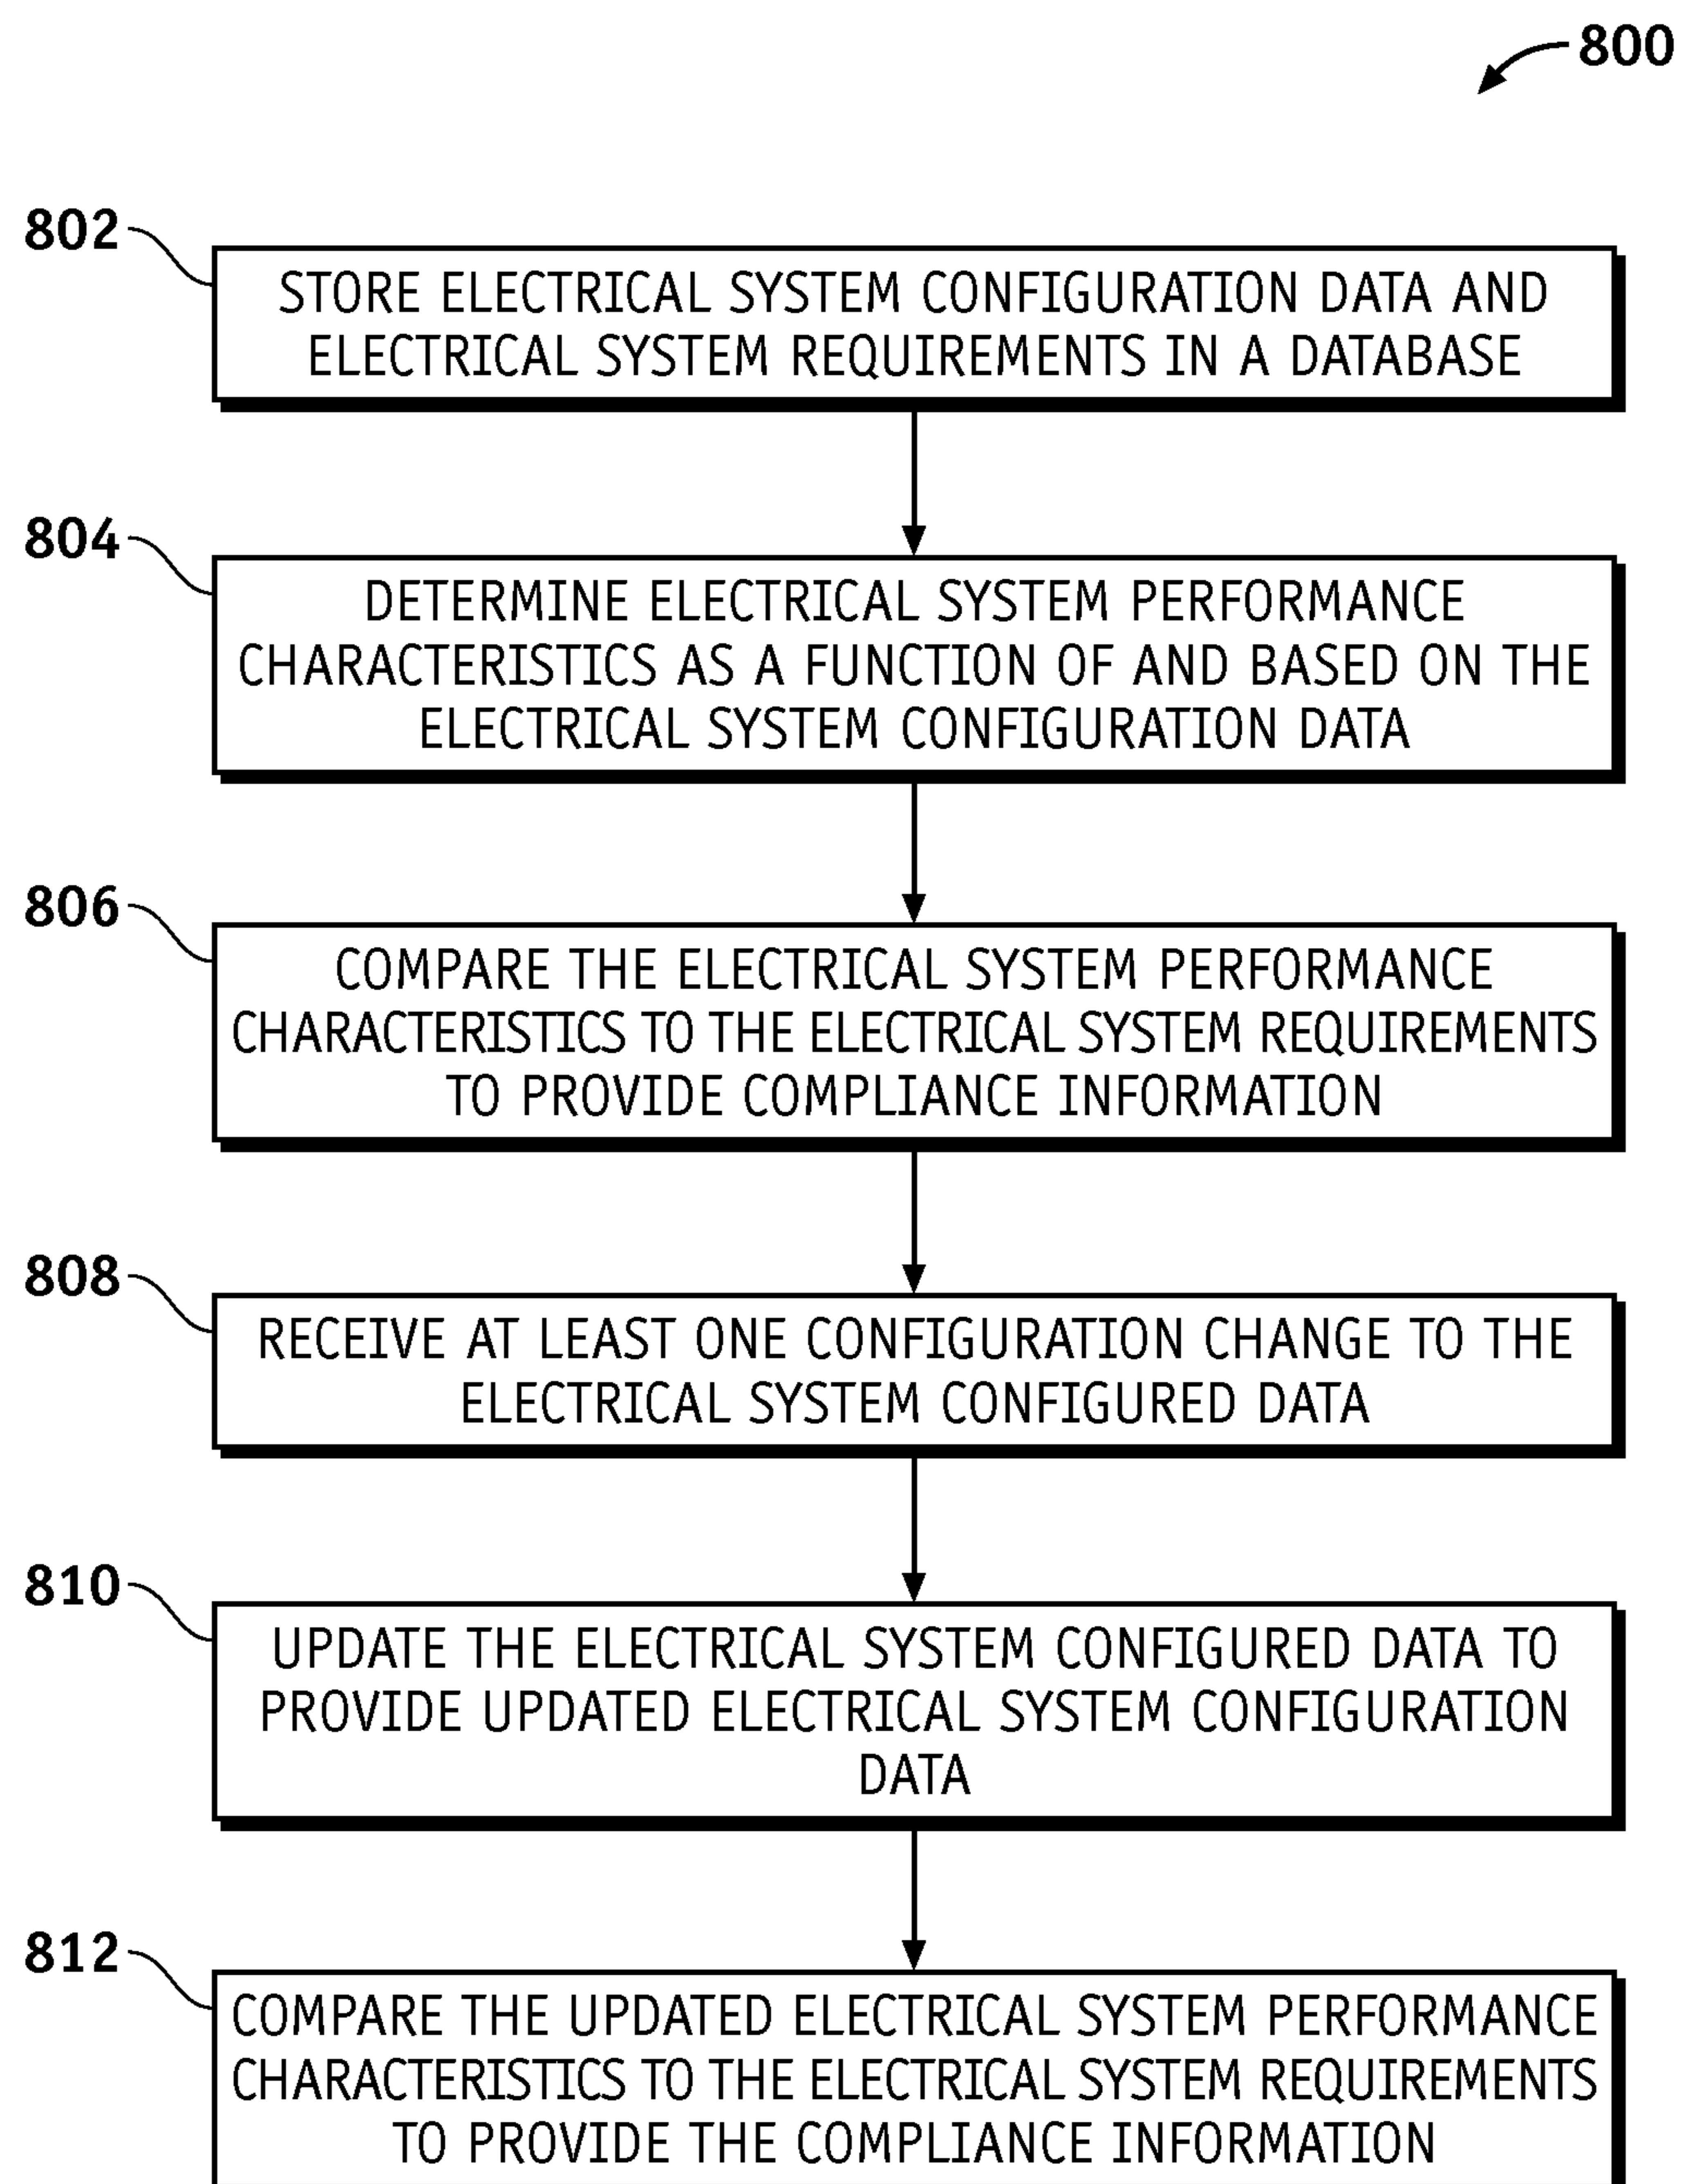 800
802
STORE ELECTRICAL SYSTEM CONFIGURATION DATA AND
ELECTRICAL SYSTEM REQUIREMENTS IN A DATABASE
804
DETERMINE ELECTRICAL SYSTEM PERFORMANCE
CHARACTERISTICS AS A FUNCTION OF AND BASED ON THE
ELECTRICAL SYSTEM CONFIGURATION DATA
806
COMPARE THE ELECTRICAL SYSTEM PERFORMANCE
CHARACTERISTICS TO THE ELECTRICAL SYSTEM REQUIREMENTS
TO PROVIDE COMPLIANCE INFORMATION
808
RECEIVE AT LEAST ONE CONFIGURATION CHANGE TO THE
ELECTRICAL SYSTEM CONFIGURED DATA
810
UPDATE THE ELECTRICAL SYSTEM CONFIGURED DATA TO
PROVIDE UPDATED ELECTRICAL SYSTEM CONFIGURATION
DATA
812
COMPARE THE UPDATED ELECTRICAL SYSTEM PERFORMANCE
CHARACTERISTICS TO THE ELECTRICAL SYSTEM REQUIREMENTS
TO PROVIDE THE COMPLIANCE INFORMATION